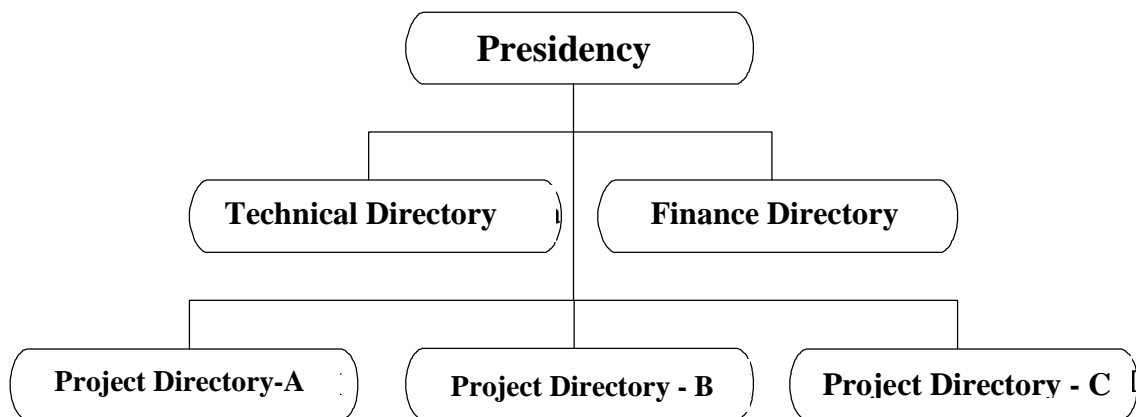 Presidency
Technical Directory
Finance Directory
Project Directory-A
Project Directory - B
Project Directory - C